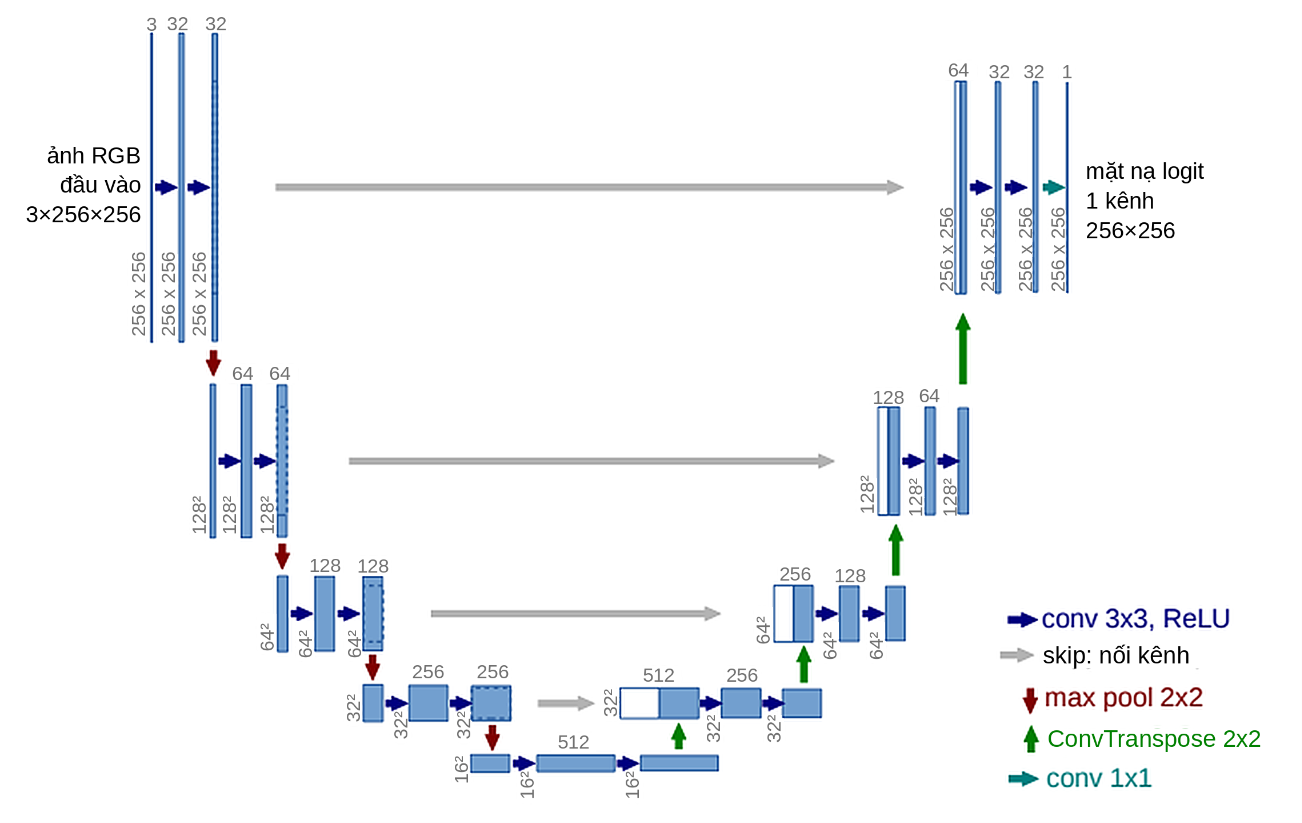 3 32 32
ảnh RGB
đầu vào
3×256×256
256 x 256
256 x 256
256 x 256
64 32 32 1
256 x 256
256 x 256
256 x 256
256 x 256
mặt nạ logit
1 kênh
256×256
64 64
128²
128²
128²
128 64
128²
128²
128²
128 128
64²
64²
64²
256 128
64²
64²
64²
256 256
32²
32²
32²
512 256
32²
32²
32²
512
16²
16²
16²
conv 3x3, ReLU
skip: nối kênh
max pool 2x2
ConvTranspose 2x2
conv 1x1